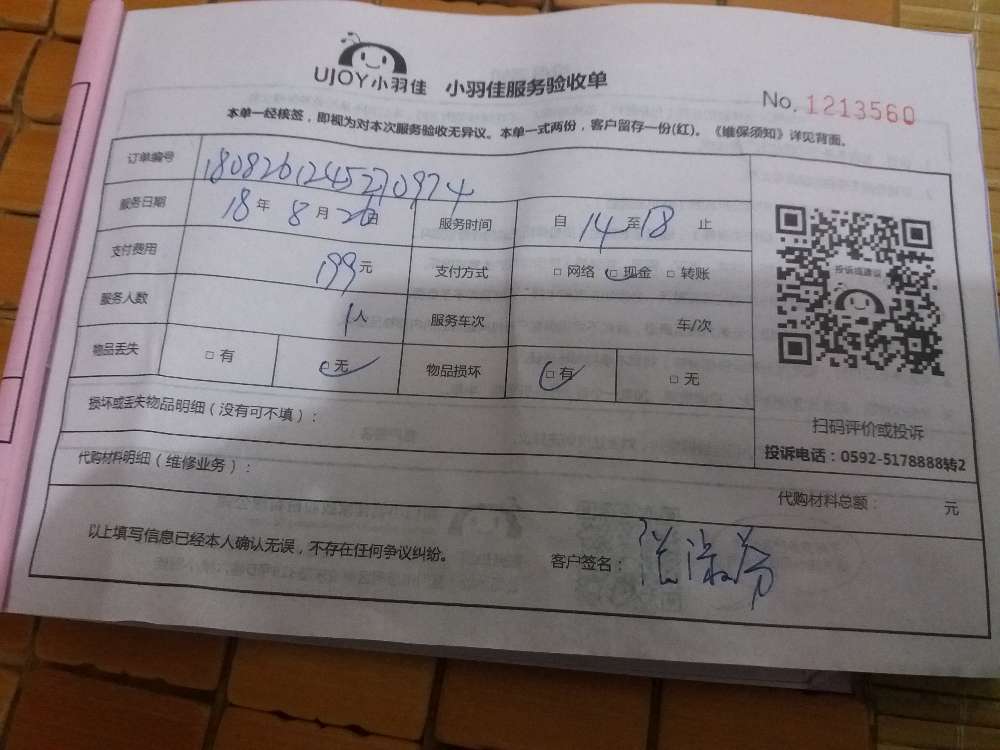 UJOY小羽佳 小羽佳服务验收单
No. 1213560
本单一经核签，即视为对本次服务验收无异议。本单一式两份，客户留存一份(红)。《维保须知》详见背面。
订单编号 1808261245270974
服务日期 18 年 8 月 26 日 服务时间 自 14 至 18 止
支付费用 199 元 支付方式 □ 网络 □ 现金 □ 转账
服务人数 1人 服务车次 车/次
物品丢失 □ 有 □ 无 物品损坏 □ 有 □ 无
投诉或建议
扫码评价或投诉
投诉电话：0592-5178888转2
损坏或丢失物品明细（没有可不填）：
代购材料明细（维修业务）：
代购材料总额： 元
以上填写信息已经本人确认无误，不存在任何争议纠纷。 客户签名：